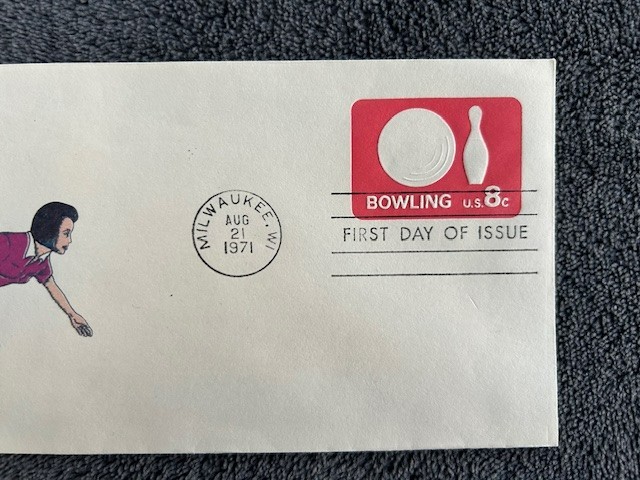 BOWLING U.S. 8c
MILWAUKEE, WI
AUG
21
1971
FIRST DAY OF ISSUE